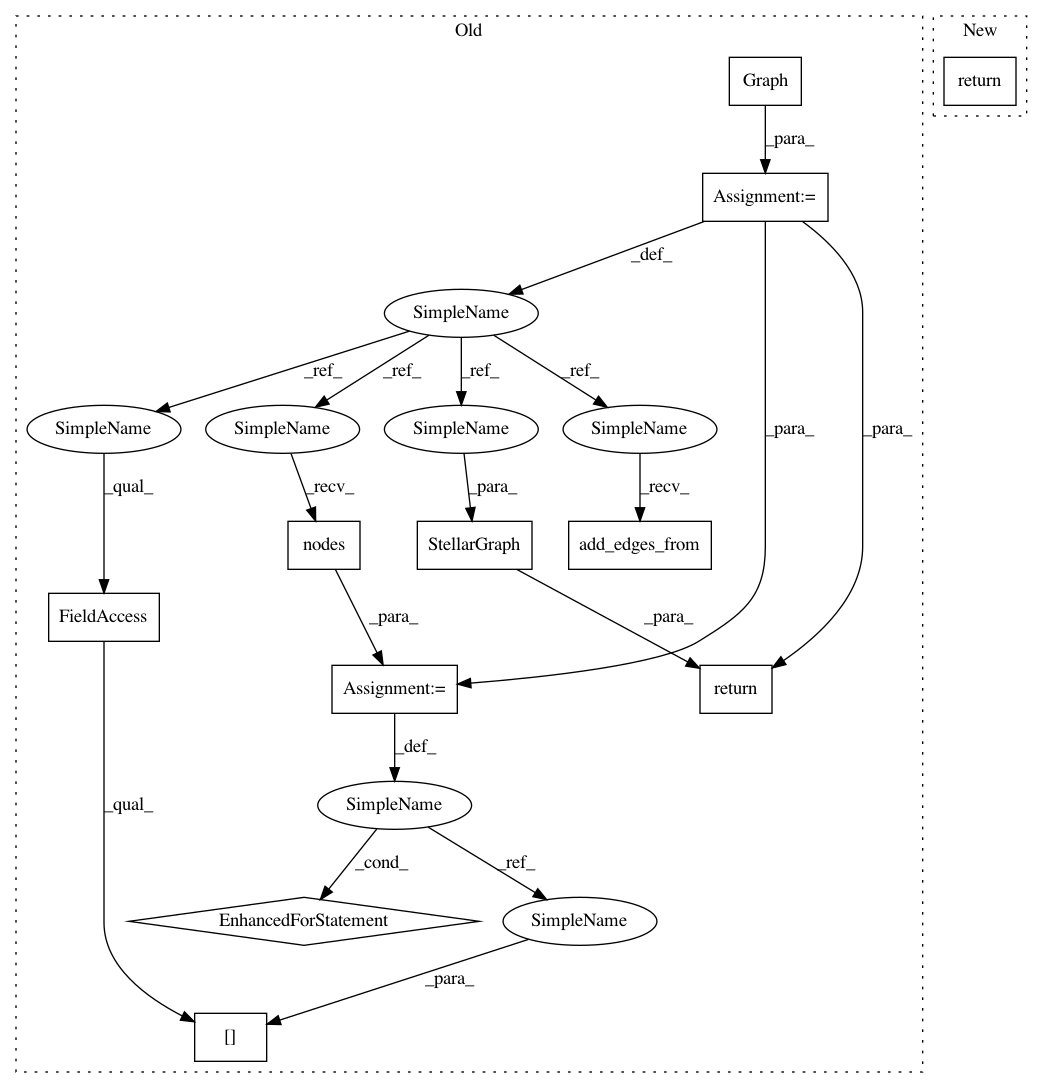 Old
New
Graph
return
_para_
Assignment:=
_def_
SimpleName
_ref_
_ref_
_ref_
_ref_
SimpleName
SimpleName
SimpleName
SimpleName
_para_
_para_
_qual_
_recv_
_para_
_recv_
nodes
StellarGraph
add_edges_from
FieldAccess
_para_
_para_
Assignment:=
return
_def_
_qual_
SimpleName
_cond_
_ref_
EnhancedForStatement
SimpleName
_para_
[]